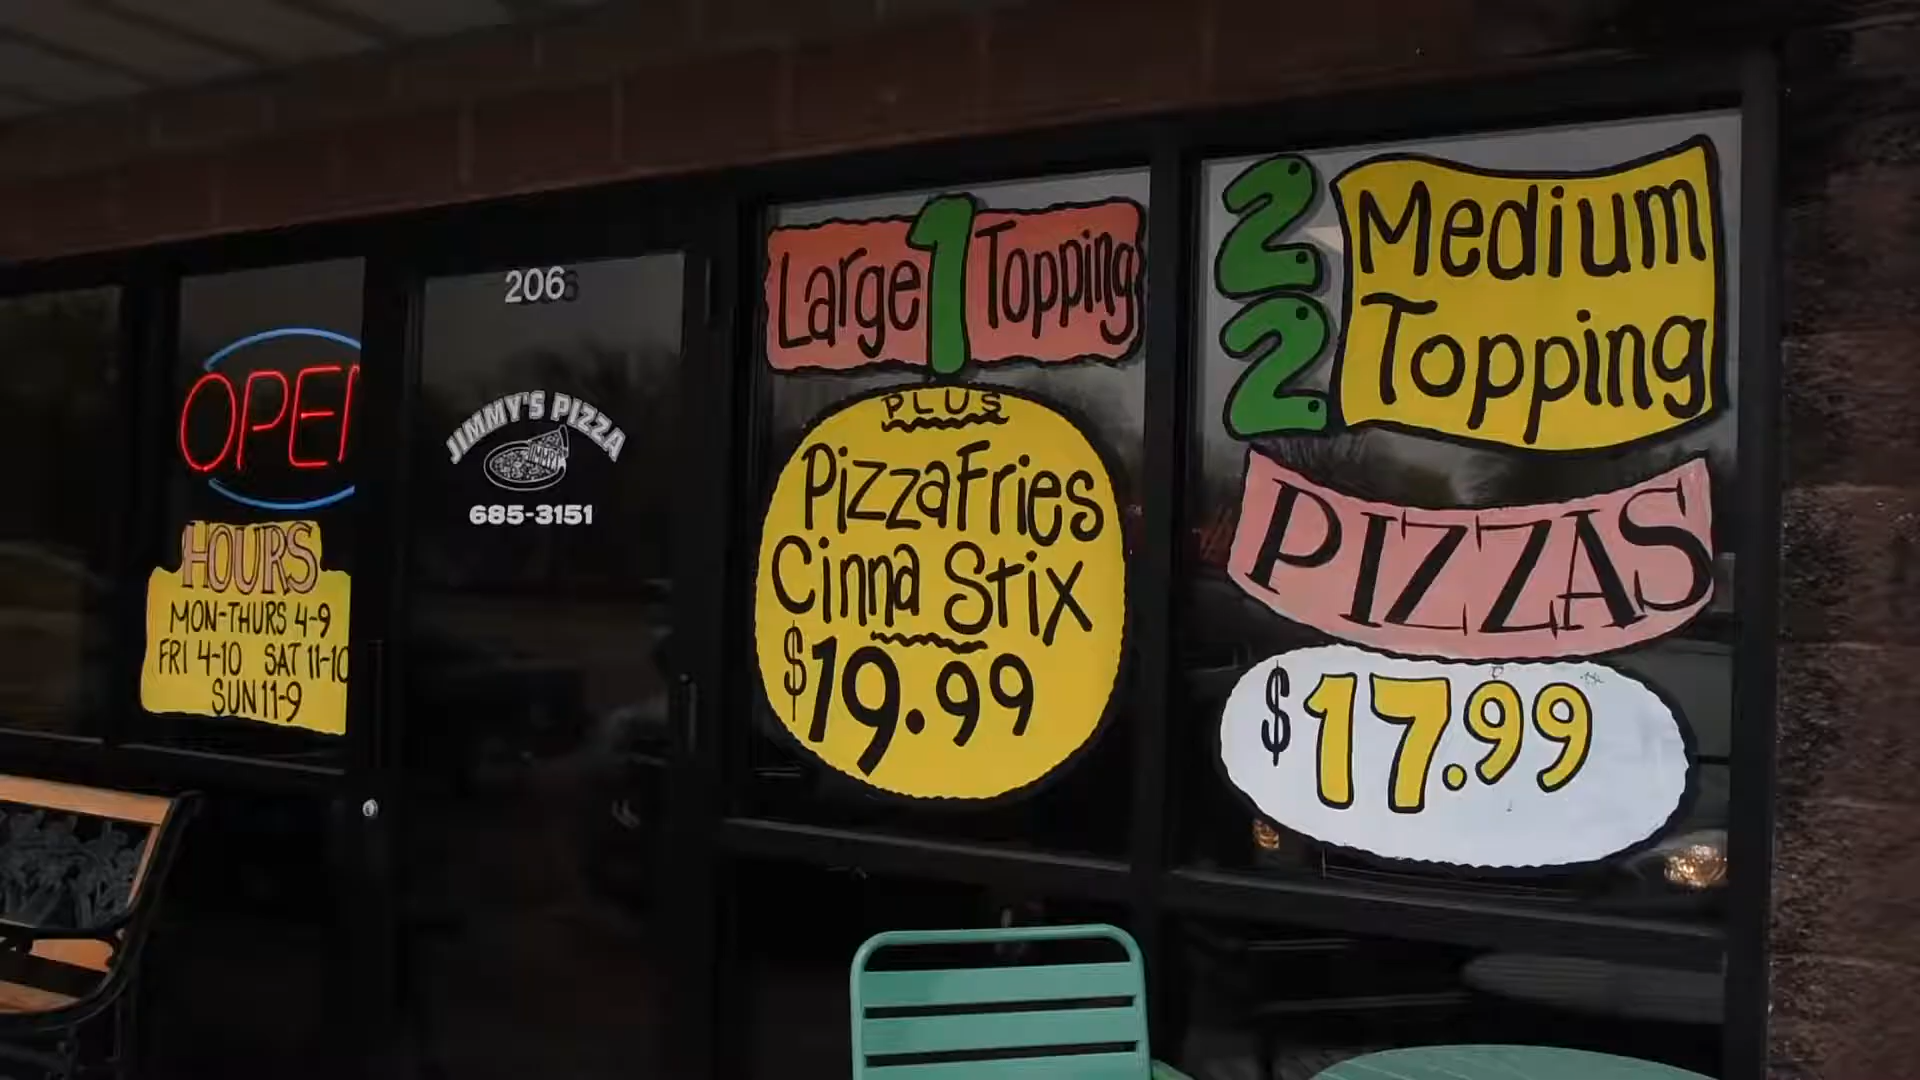 OPEN
HOURS
MON-THURS 4-9
FRI 4-10 SAT 11-10
SUN 11-9
206
JIMMY'S PIZZA
JIMMY'S
685-3151
Large 1 Topping
PLUS
PizzaFries
Cinna Stix
$19.99
2 Medium
2 Topping
PIZZAS
$17.99